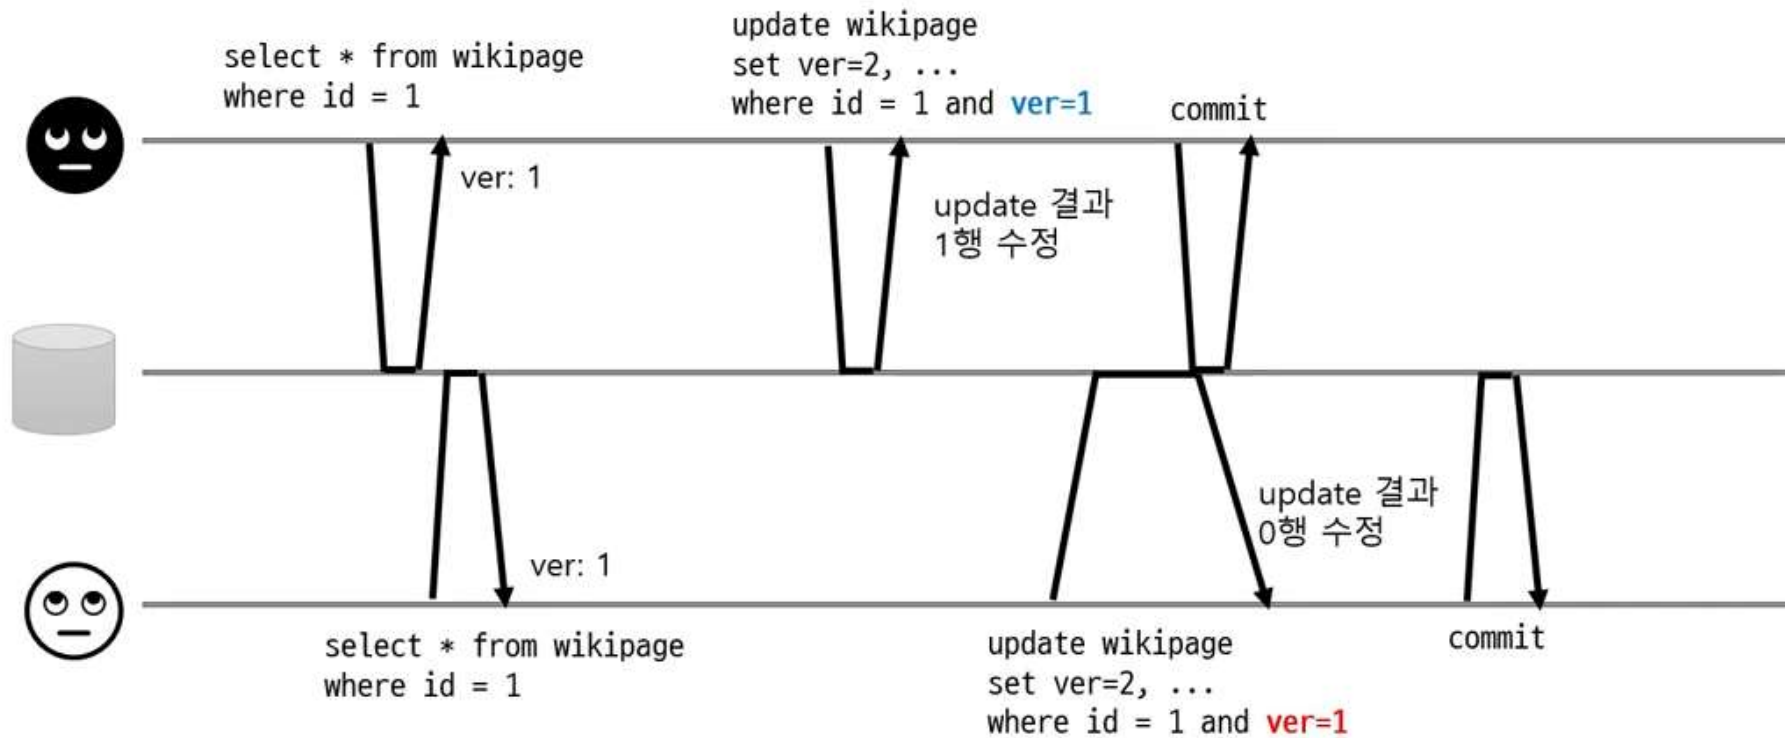 select * from wikipage
where id = 1
update wikipage
set ver=2, ...
where id = 1 and ver=1
commit
ver: 1
update 결과
1행 수정
update 결과
0행 수정
ver: 1
select * from wikipage
where id = 1
update wikipage
set ver=2, ...
where id = 1 and ver=1
commit